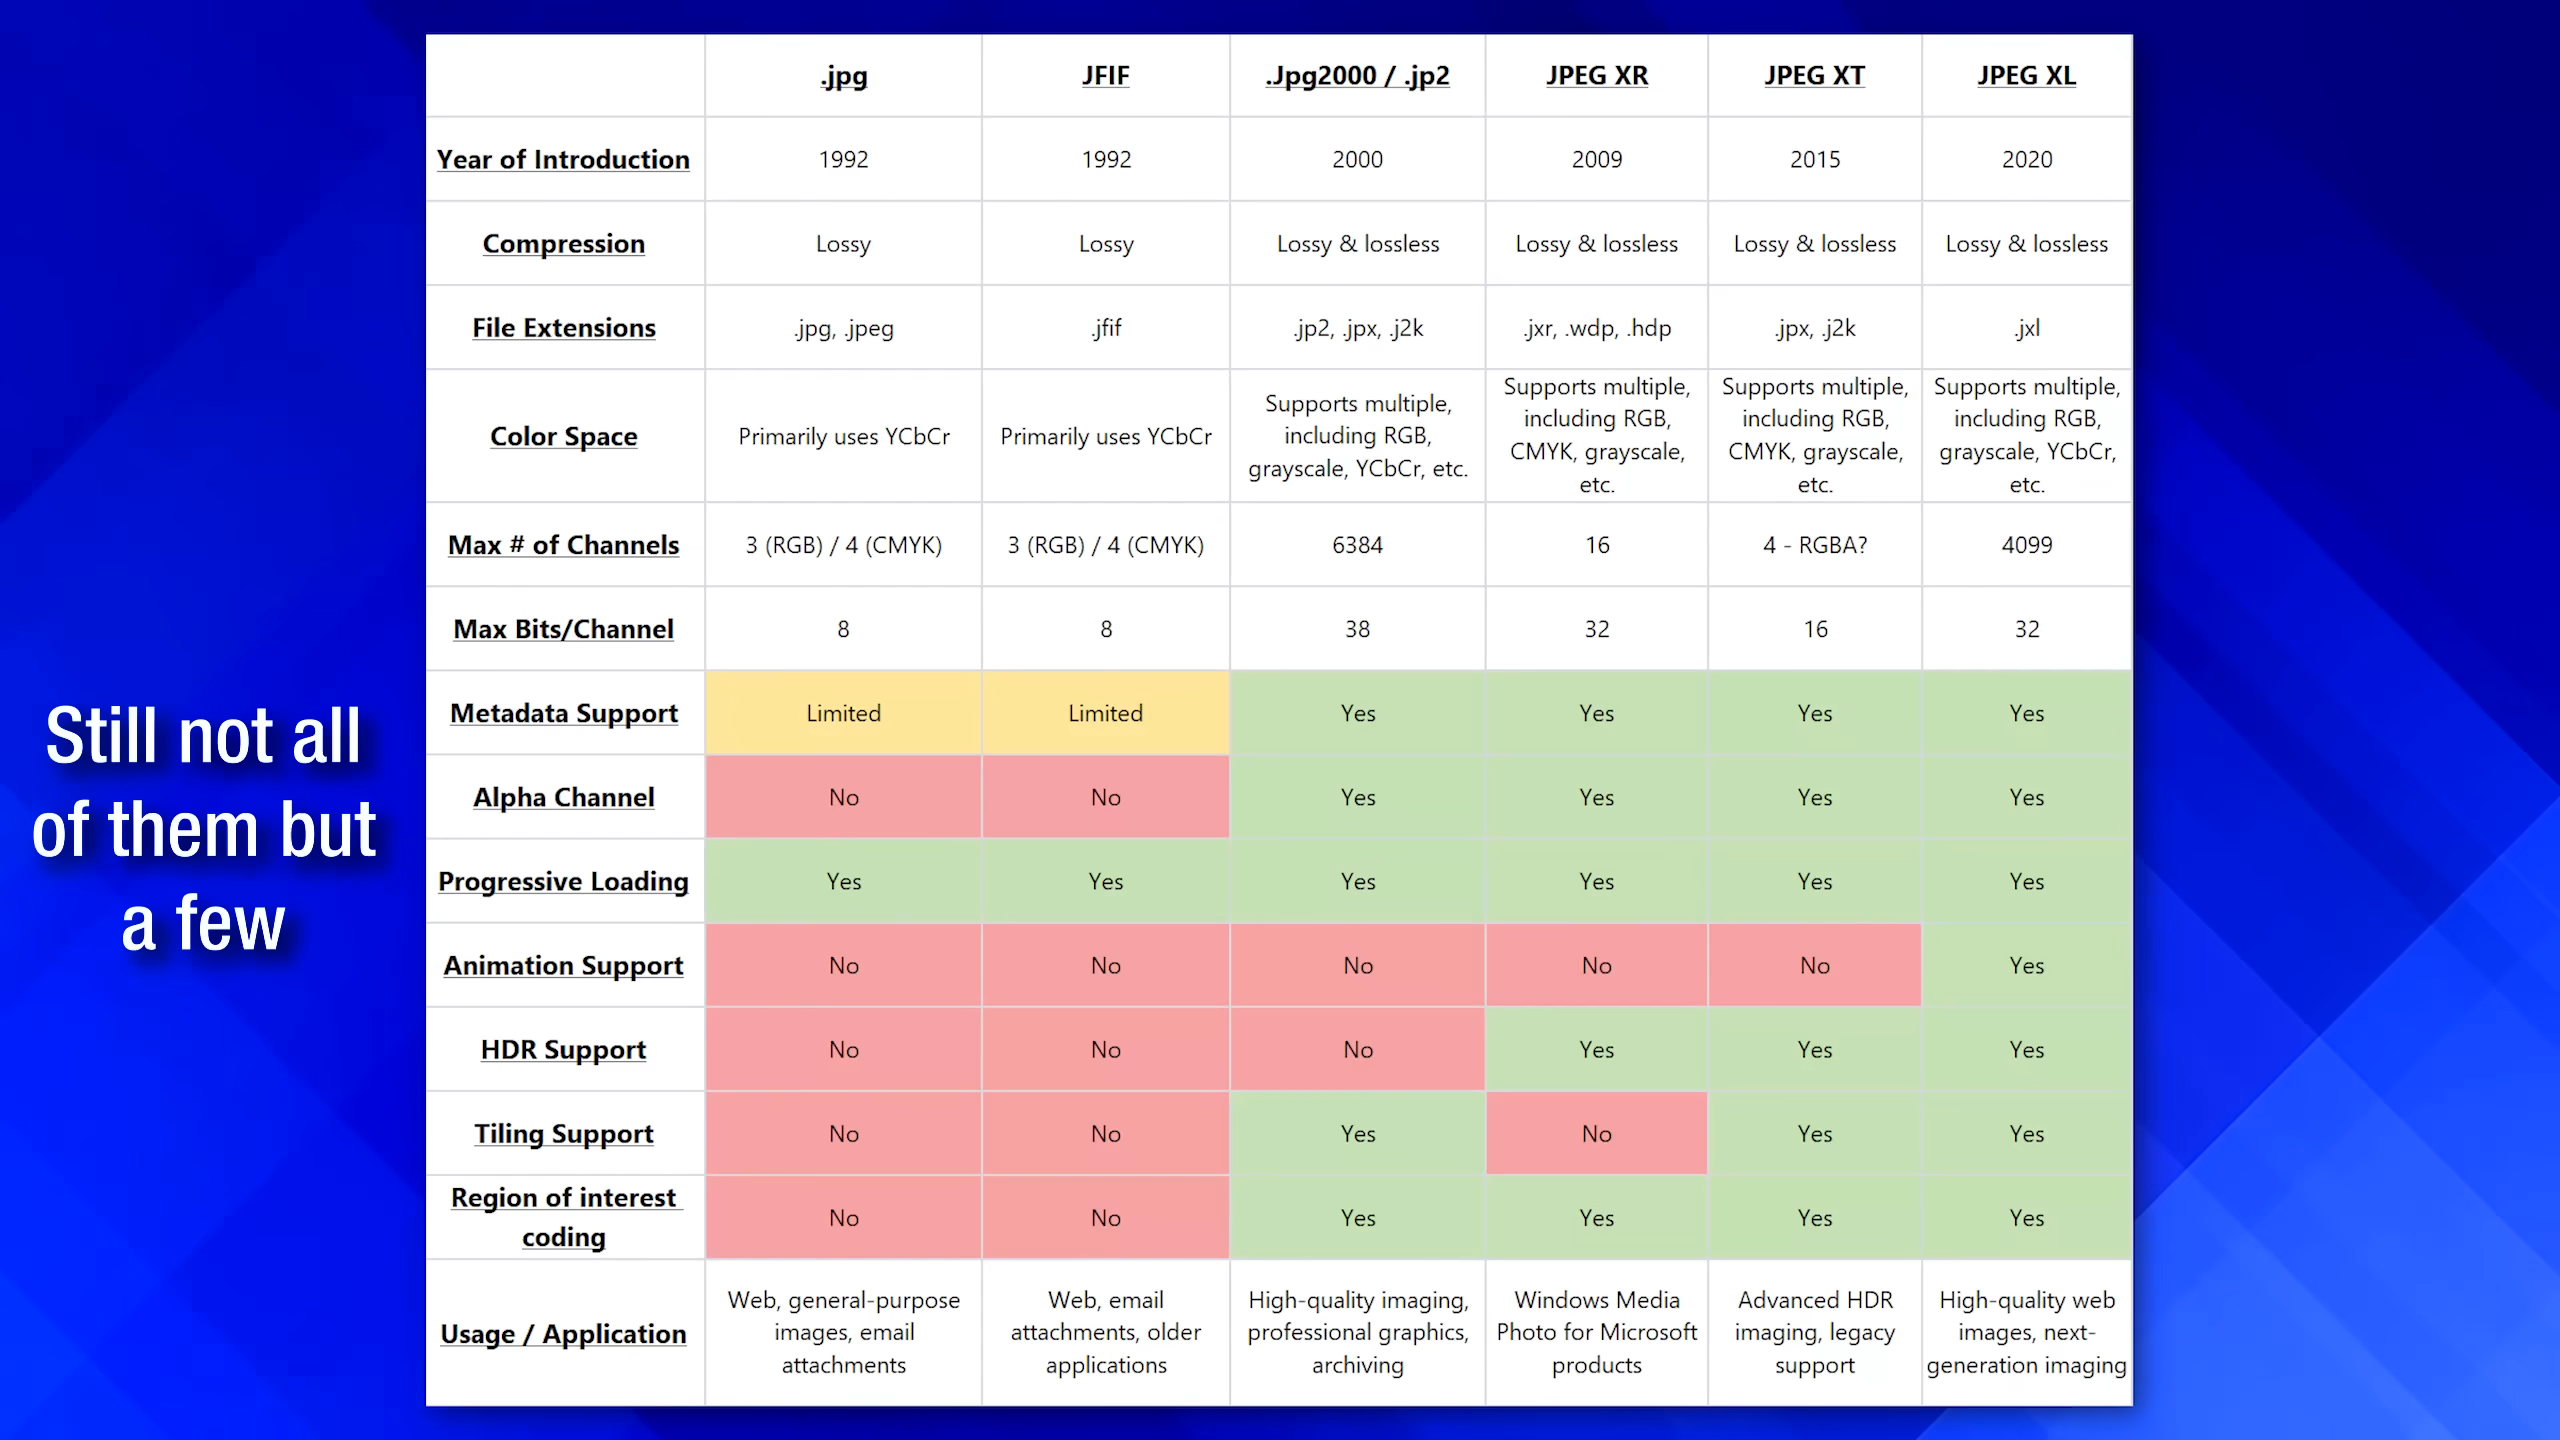 Still not all
of them but
a few
.jpg JFIF .Jpg2000 / .jp2 JPEG XR JPEG XT JPEG XL
Year of Introduction 1992 1992 2000 2009 2015 2020
Compression Lossy Lossy Lossy & lossless Lossy & lossless Lossy & lossless Lossy & lossless
File Extensions .jpg, .jpeg .jfif .jp2, .jpx, .j2k .jxr, .wdp, .hdp .jpx, .j2k .jxl
Color Space
Primarily uses YCbCr
Primarily uses YCbCr
Supports multiple,
including RGB,
grayscale, YCbCr, etc.
Supports multiple,
including RGB,
CMYK, grayscale,
etc.
Supports multiple,
including RGB,
CMYK, grayscale,
etc.
Supports multiple,
including RGB,
grayscale, YCbCr,
etc.
Max # of Channels 3 (RGB) / 4 (CMYK) 3 (RGB) / 4 (CMYK) 6384 16 4 - RGBA? 4099
Max Bits/Channel 8 8 38 32 16 32
Metadata Support Limited Limited Yes Yes Yes Yes
Alpha Channel No No Yes Yes Yes Yes
Progressive Loading Yes Yes Yes Yes Yes Yes
Animation Support No No No No No Yes
HDR Support No No No Yes Yes Yes
Tiling Support No No Yes No Yes Yes
Region of interest
coding
No No Yes Yes Yes Yes
Usage / Application
Web, general-purpose
images, email
attachments
Web, email
attachments, older
applications
High-quality imaging,
professional graphics,
archiving
Windows Media
Photo for Microsoft
products
Advanced HDR
imaging, legacy
support
High-quality web
images, next-
generation imaging